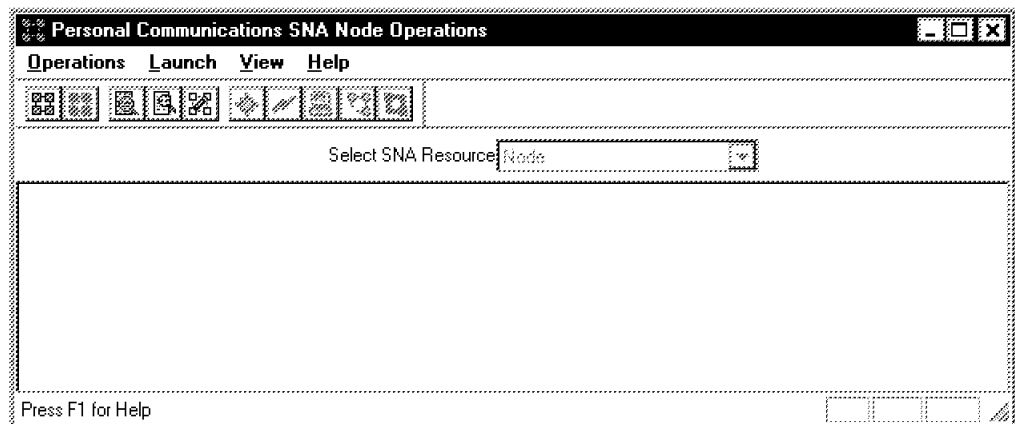 Personal Communications SNA Node Operations
Operations Launch View Help
Select SNA Resource Node
Press F1 for Help